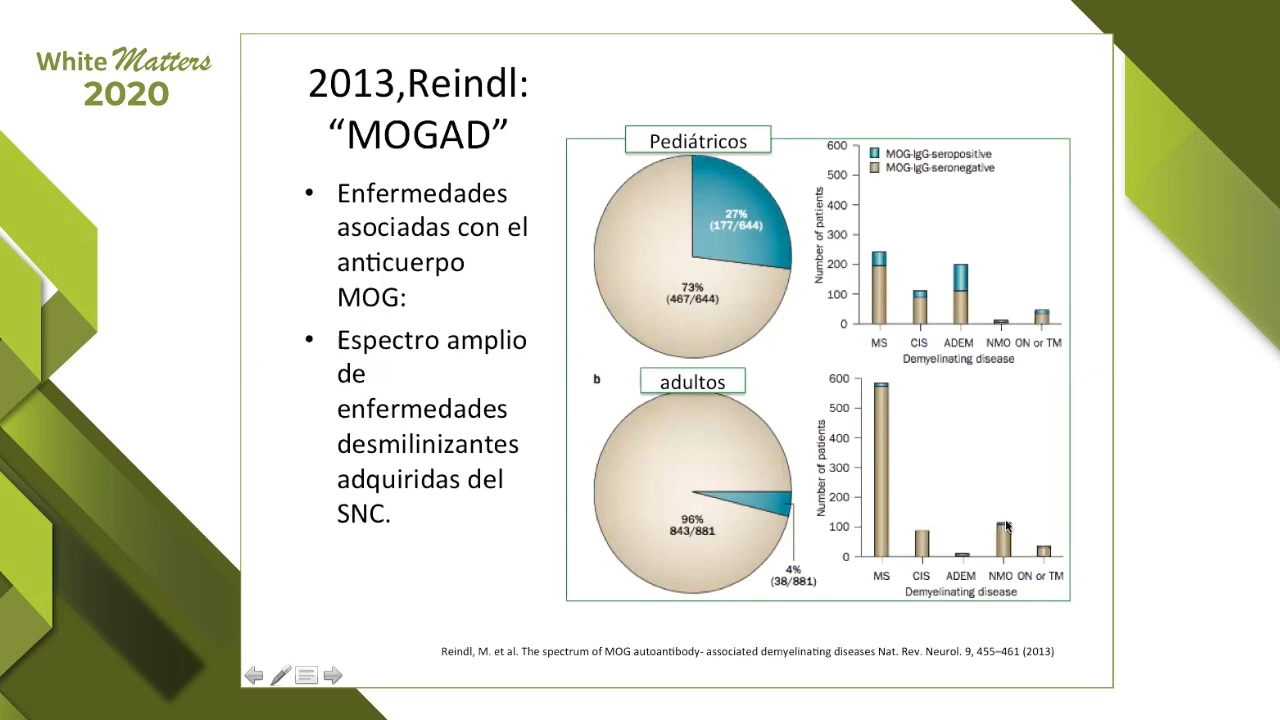 White Matters
2020
2013,Reindl:
“MOGAD”
• Enfermedades
asociadas con el
anticuerpo
MOG:
• Espectro amplio
de
enfermedades
desmilinizantes
adquiridas del
SNC.
Pediátricos
27%
(177/644)
73%
(467/644)
600
500
400
300
200
100
0
Number of patients
MOG-IgG-seropositive
MOG-IgG-seronegative
MS CIS ADEM NMO ON or TM
Demyelinating disease
b
adultos
96%
843/881
4%
(38/881)
600
500
400
300
200
100
0
Number of patients
MS CIS ADEM NMO ON or TM
Demyelinating disease
Reindl, M. et al. The spectrum of MOG autoantibody- associated demyelinating diseases Nat. Rev. Neurol. 9, 455–461 (2013)